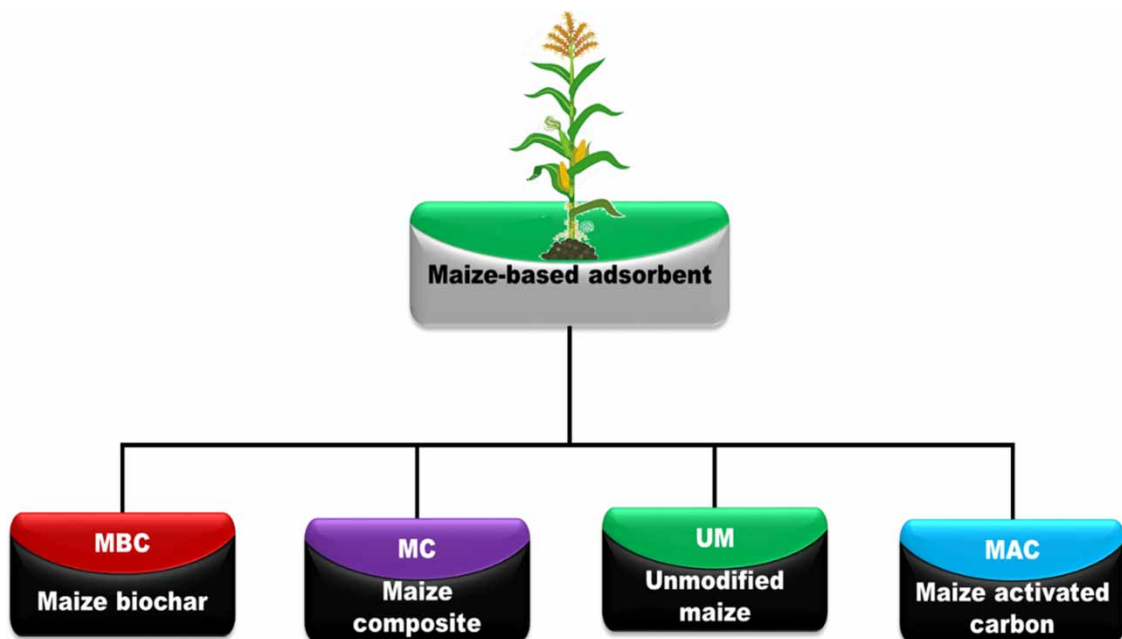 Maize-based adsorbent
MBC
Maize biochar
MC
Maize
composite
UM
Unmodified
maize
MAC
Maize activated
carbon